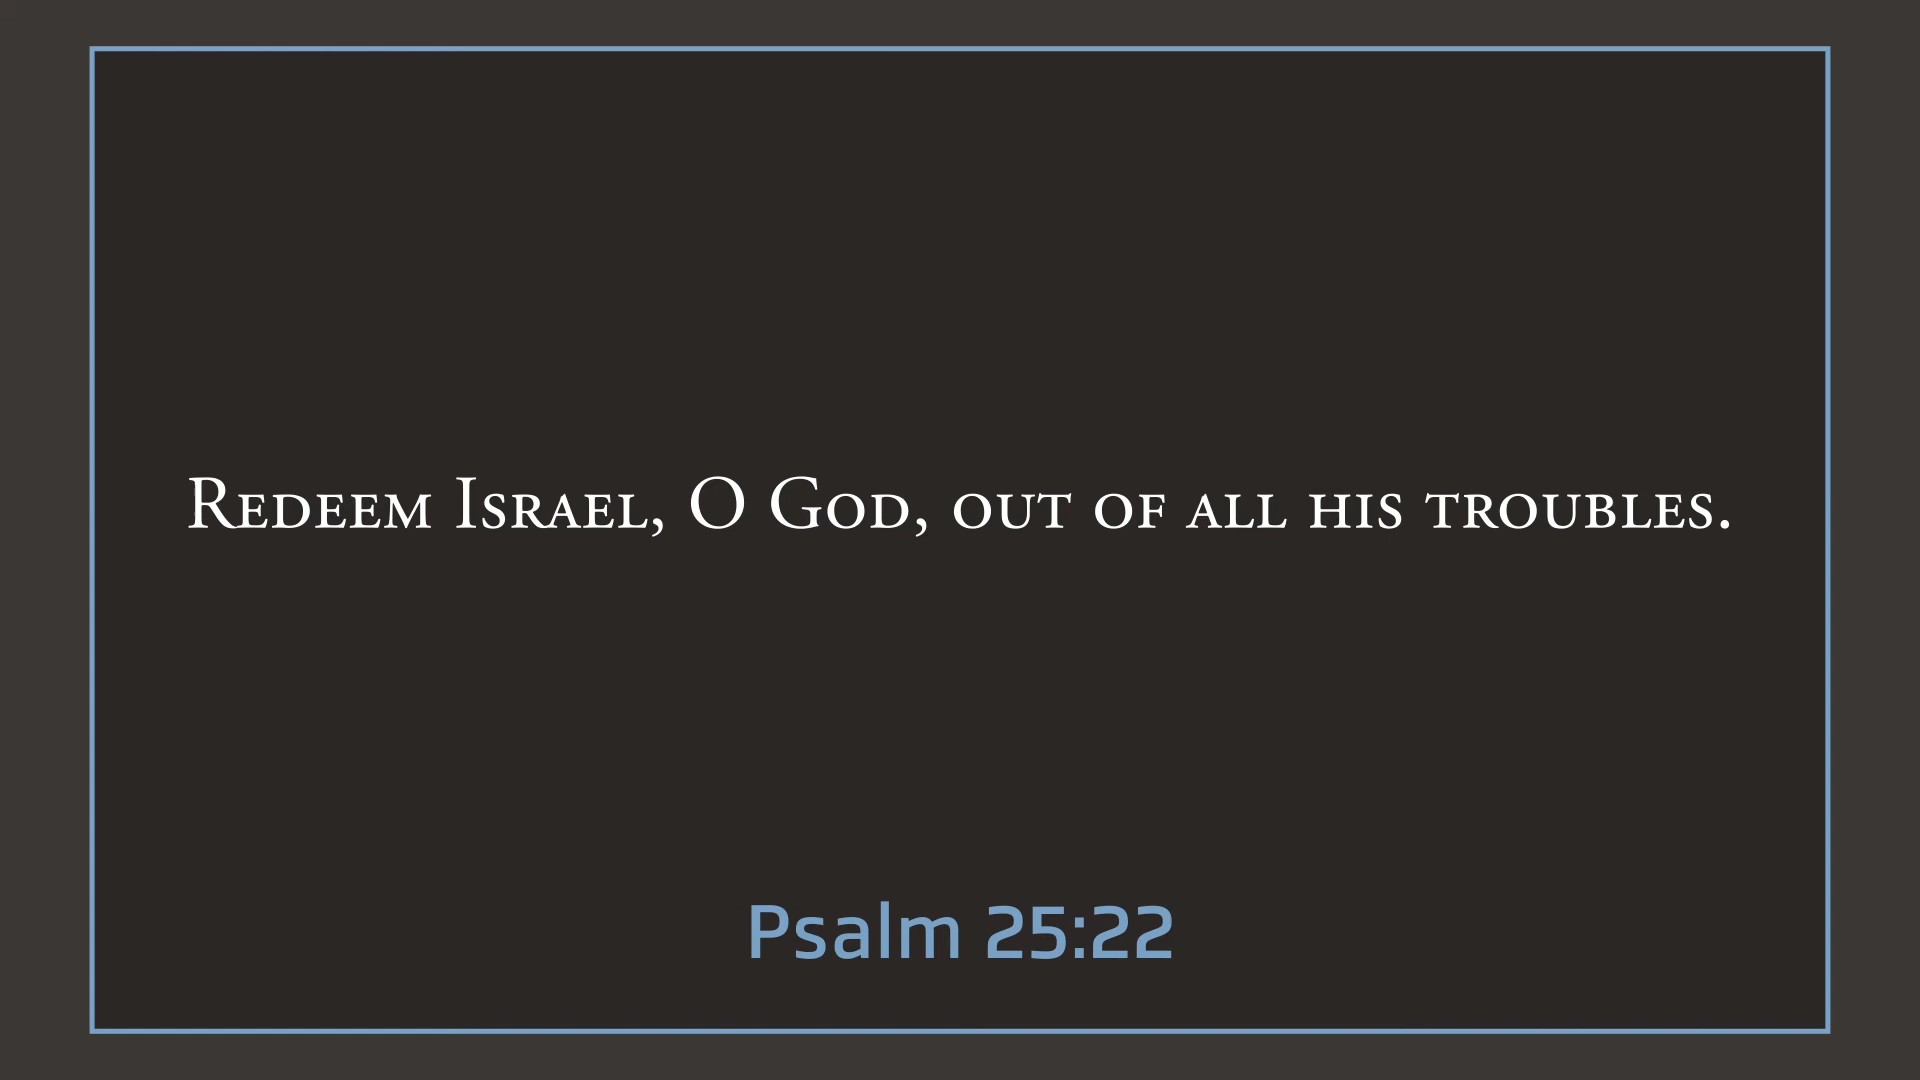 Redeem Israel, O God, out of all his troubles.
Psalm 25:22